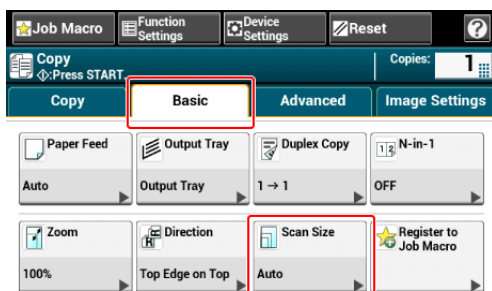 Job Macro Function Settings Device Settings Reset ?
Copy Copies: 1
:Press START.
Copy Basic Advanced Image Settings
Paper Feed Output Tray Duplex Copy N-in-1
Auto Output Tray 1 → 1 OFF
Zoom Direction Scan Size Register to Job Macro
100% Top Edge on Top Auto